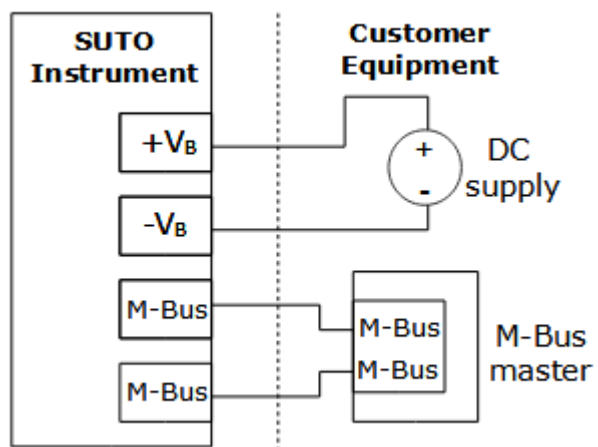 SUTO
Instrument
+VB
-VB
M-Bus
M-Bus
Customer
Equipment
+
-
DC
supply
M-Bus
M-Bus
M-Bus
master